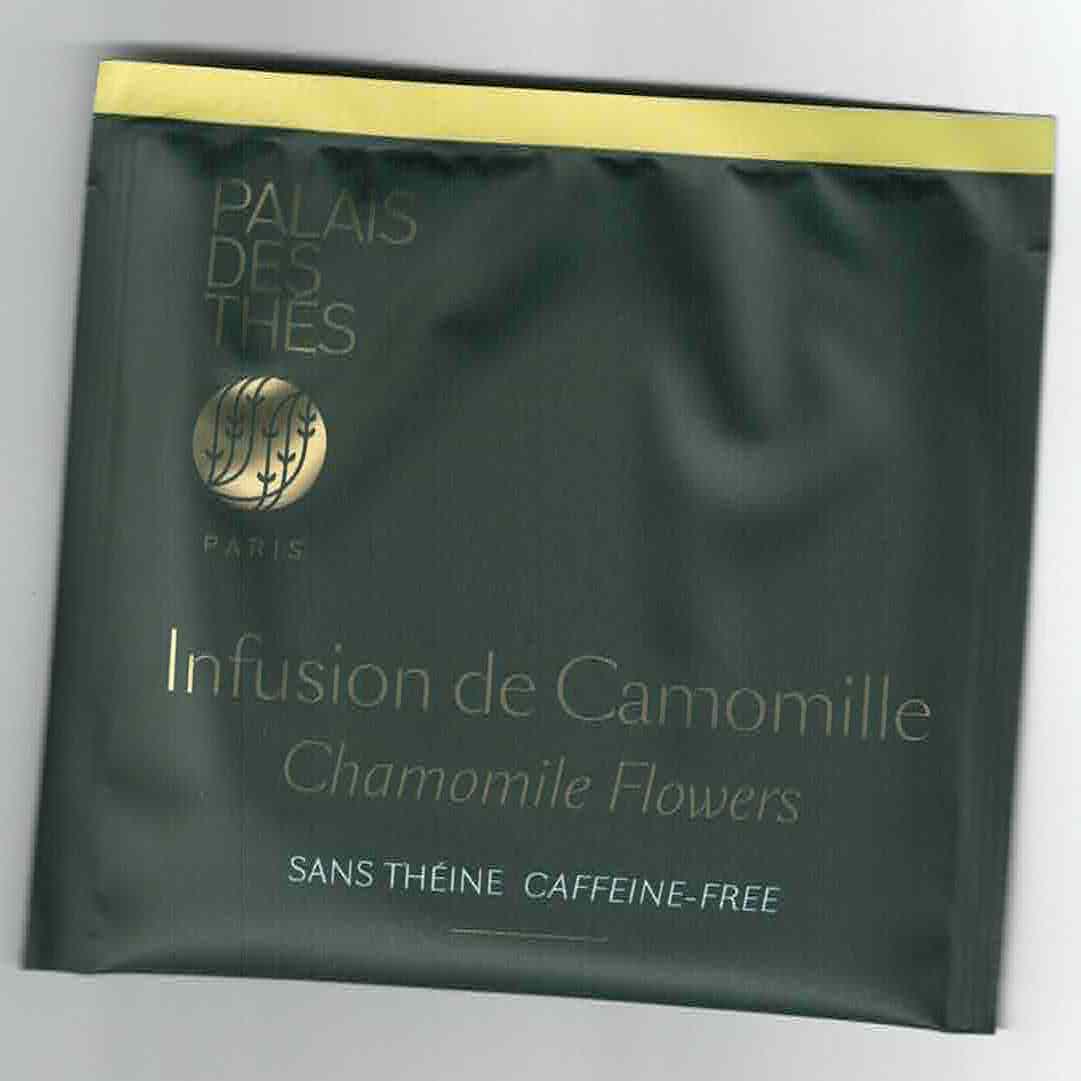 PALAIS
DES
THÉS
PARIS
Infusion de Camomille
Chamomile Flowers
SANS THÉINE CAFFEINE-FREE